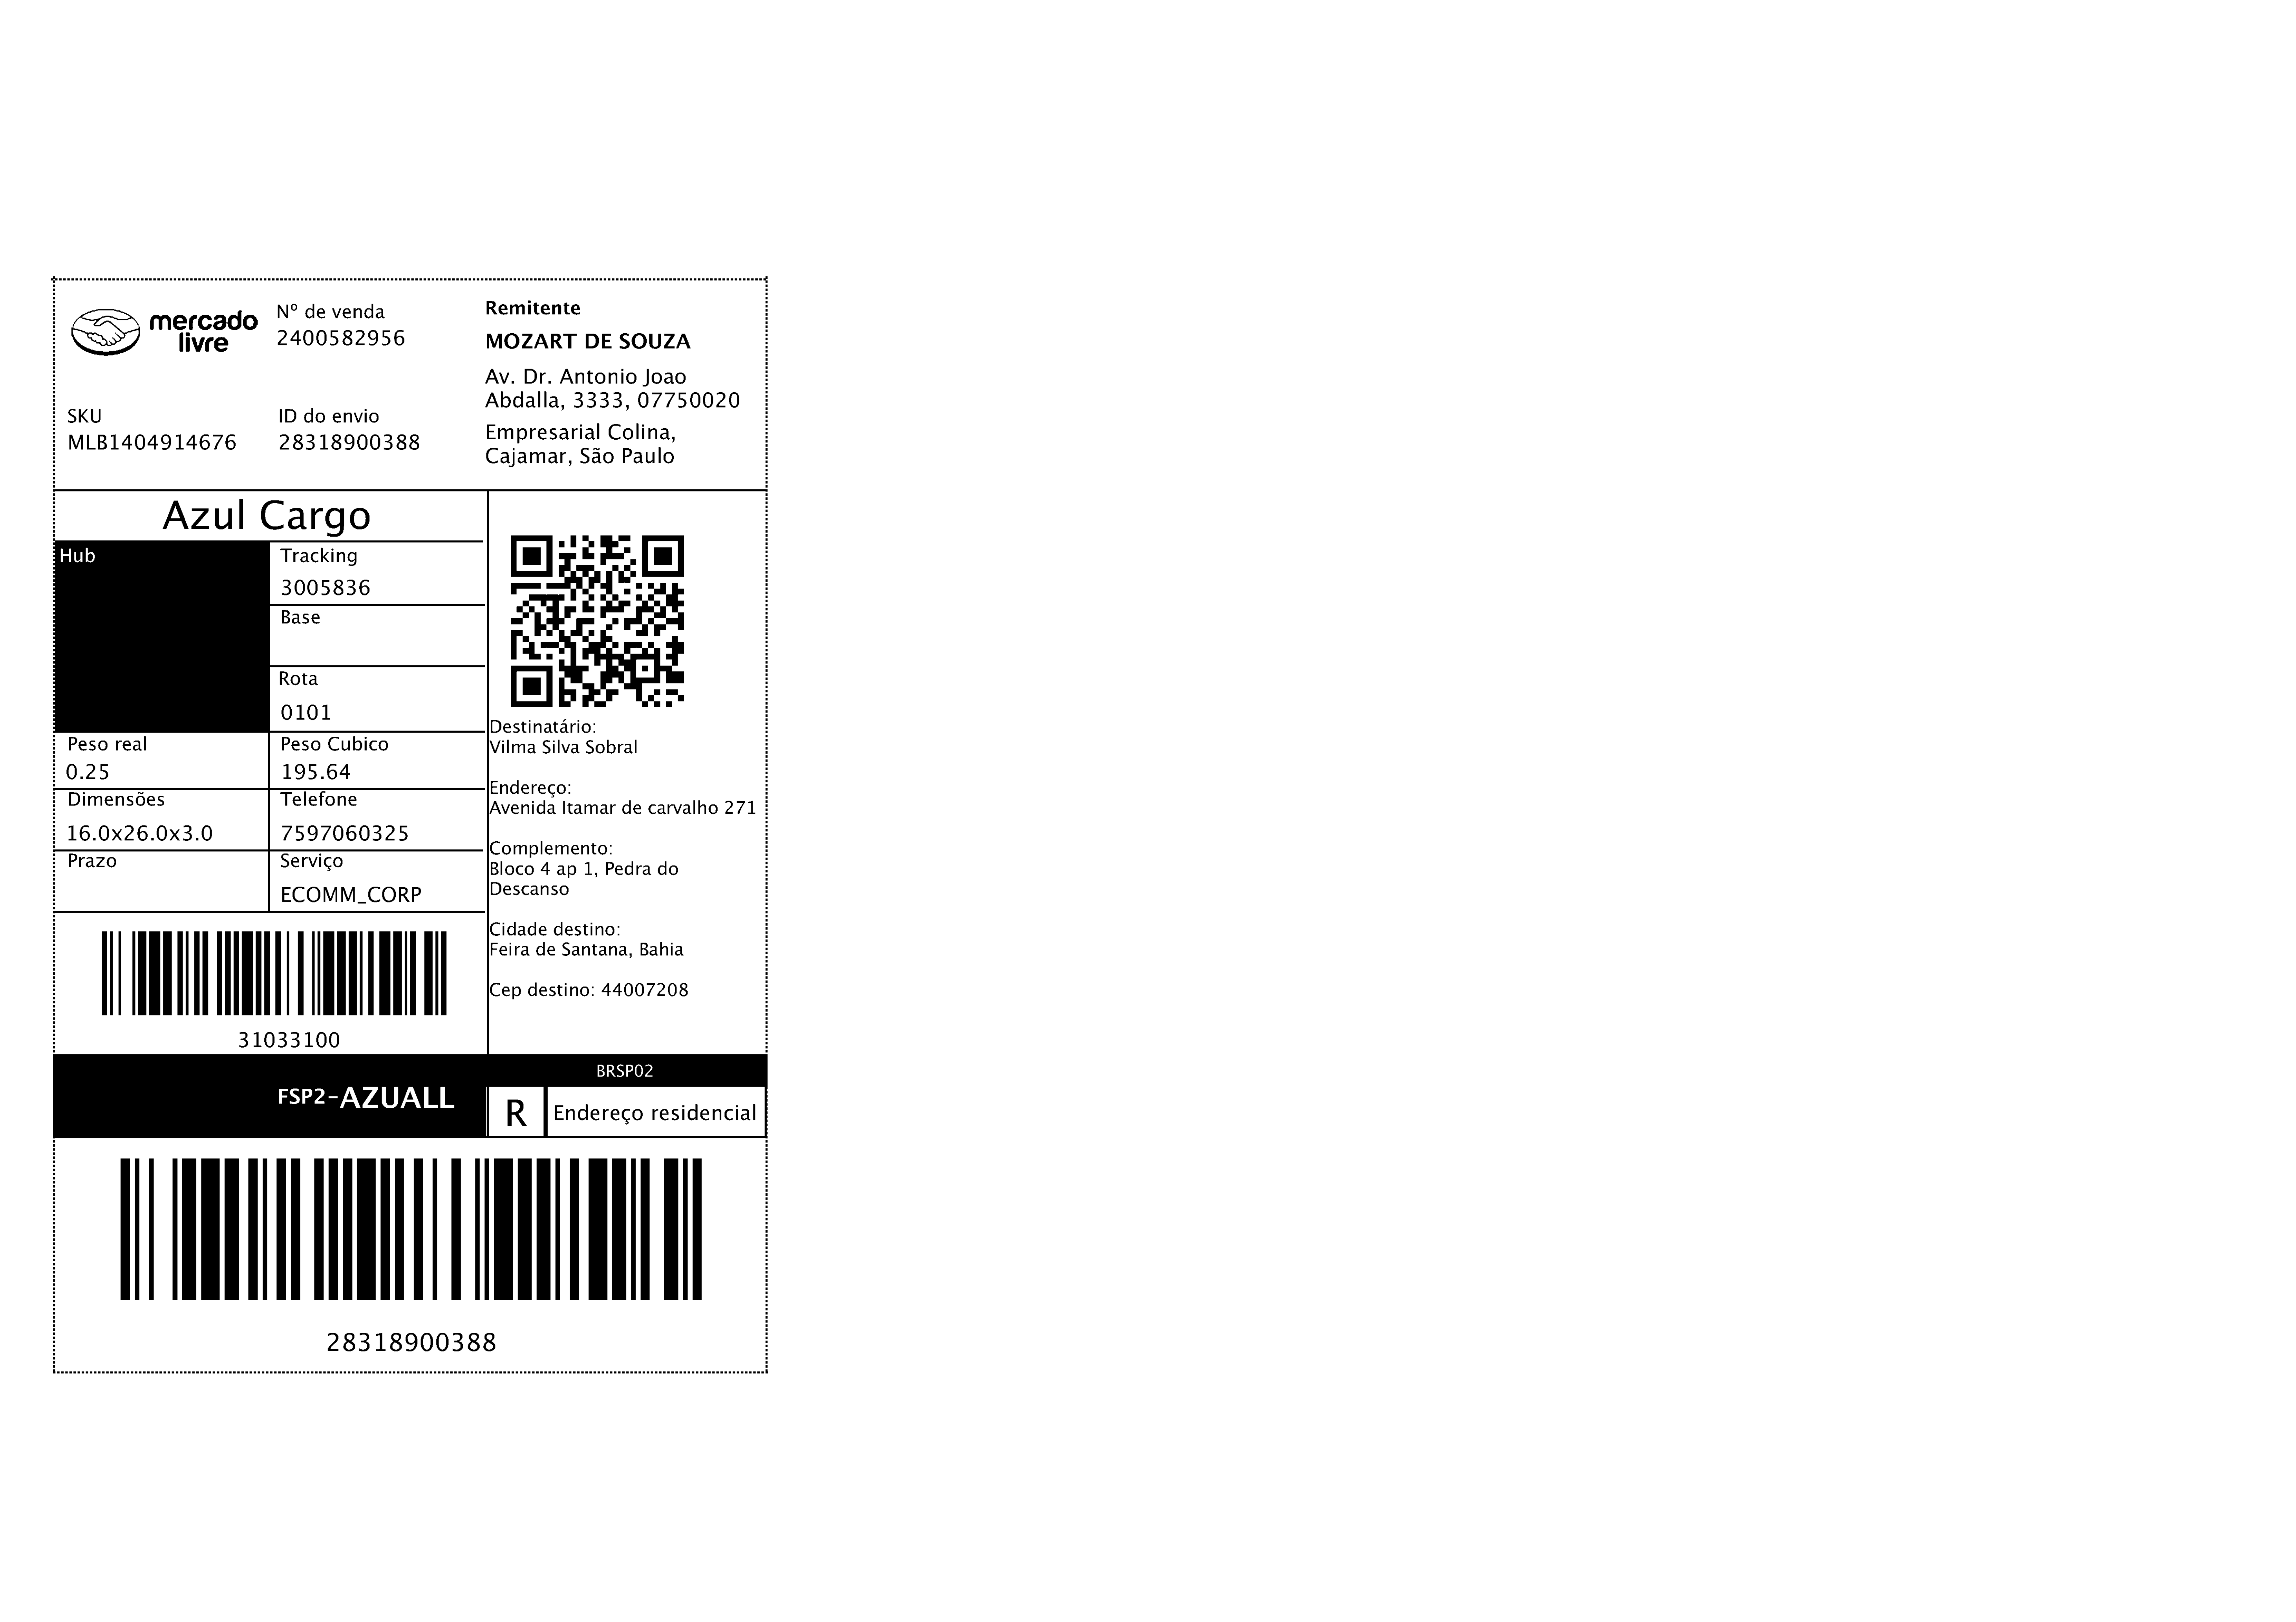 mercado
livre
Nº de venda
2400582956
SKU
MLB1404914676
ID do envio
28318900388
Remitente
MOZART DE SOUZA
Av. Dr. Antonio Joao
Abdalla, 3333, 07750020
Empresarial Colina,
Cajamar, São Paulo
Azul Cargo
Hub
Tracking
3005836
Base
Rota
0101
Peso real
0.25
Peso Cubico
195.64
Dimensões
16.0x26.0x3.0
Telefone
7597060325
Prazo
Serviço
ECOMM_CORP
31033100
Destinatário:
Vilma Silva Sobral
Endereço:
Avenida Itamar de carvalho 271
Complemento:
Bloco 4 ap 1, Pedra do
Descanso
Cidade destino:
Feira de Santana, Bahia
Cep destino: 44007208
FSP2-AZUALL
BRSP02
R
Endereço residencial
28318900388